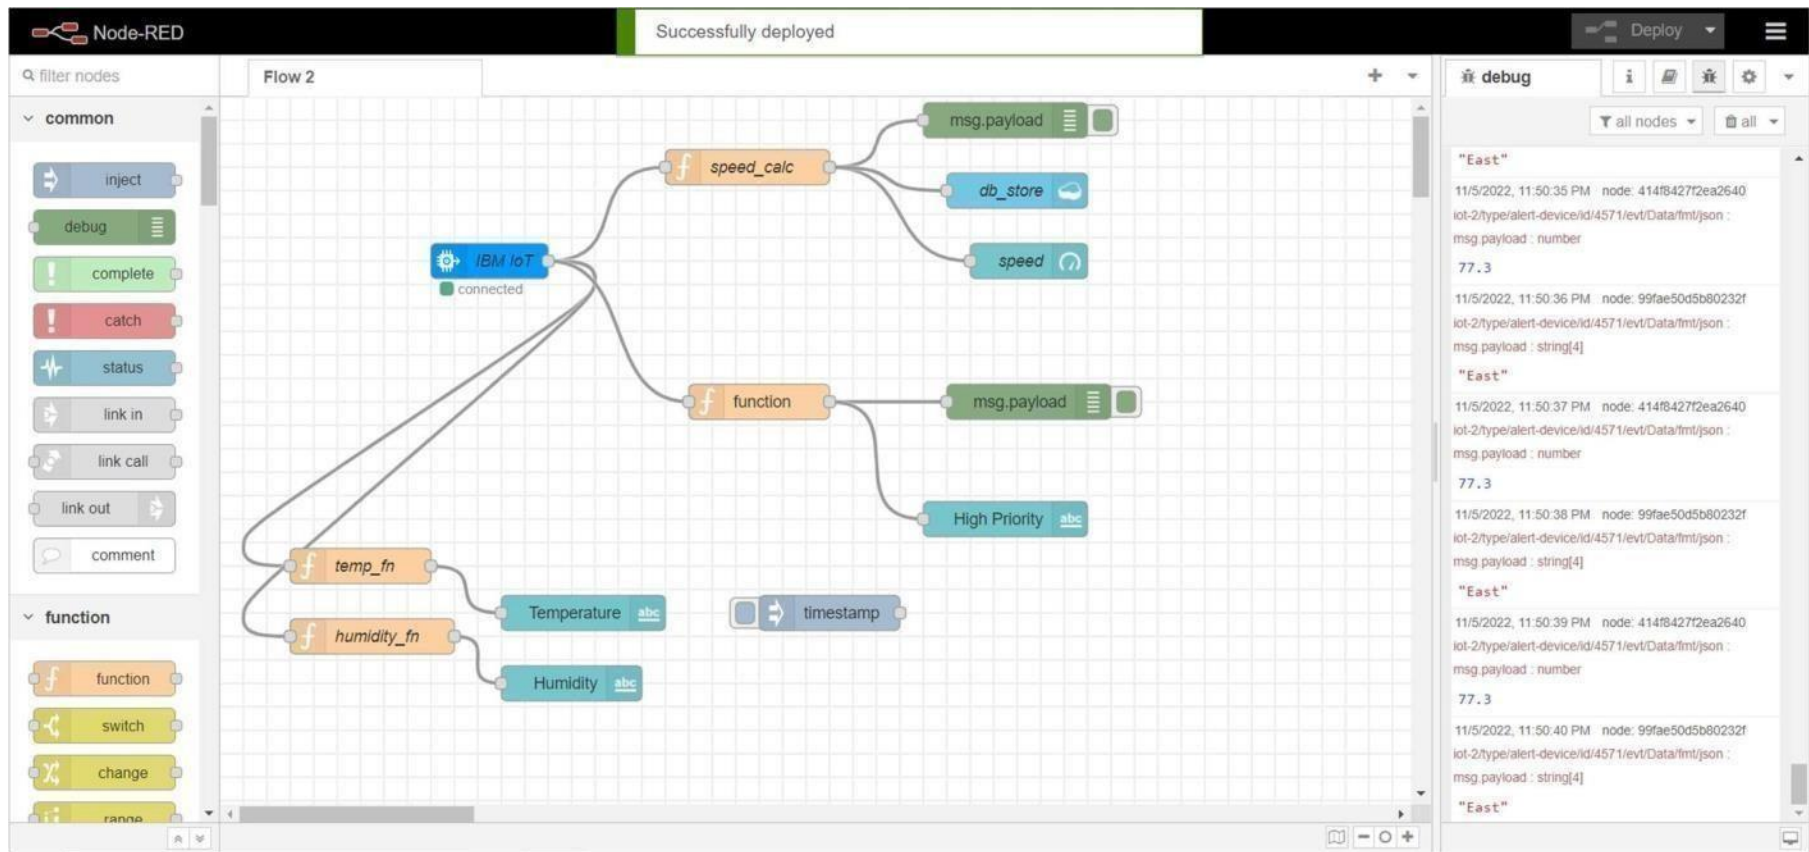 Node-RED
Successfully deployed
Deploy
filter nodes
common
inject
debug
complete
catch
status
link in
link call
link out
comment
function
function
switch
change
range
Flow 2
msg.payload
speed_calc
db_store
IBM IoT
connected
speed
function
msg.payload
High Priority
abc
temp_fn
Temperature
abc
timestamp
humidity_fn
Humidity
abc
debug
i
all nodes
all
"East"
11/5/2022, 11:50:35 PM node: 414f8427f2ea2640
iot-2/type/alert-device/id/4571/evt/Data/fmt/json :
msg.payload : number
77.3
11/5/2022, 11:50:36 PM node: 99fae50d5b80232f
iot-2/type/alert-device/id/4571/evt/Data/fmt/json :
msg.payload : string[4]
"East"
11/5/2022, 11:50:37 PM node: 414f8427f2ea2640
iot-2/type/alert-device/id/4571/evt/Data/fmt/json :
msg.payload : number
77.3
11/5/2022, 11:50:38 PM node: 99fae50d5b80232f
iot-2/type/alert-device/id/4571/evt/Data/fmt/json :
msg.payload : string[4]
"East"
11/5/2022, 11:50:39 PM node: 414f8427f2ea2640
iot-2/type/alert-device/id/4571/evt/Data/fmt/json :
msg.payload : number
77.3
11/5/2022, 11:50:40 PM node: 99fae50d5b80232f
iot-2/type/alert-device/id/4571/evt/Data/fmt/json :
msg.payload : string[4]
"East"